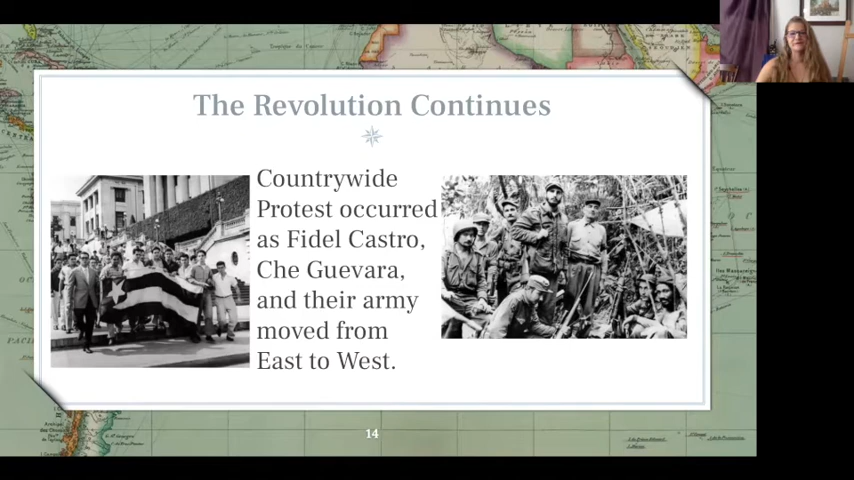 The Revolution Continues
Countrywide
Protest occurred
as Fidel Castro,
Che Guevara,
and their army
moved from
East to West.
14